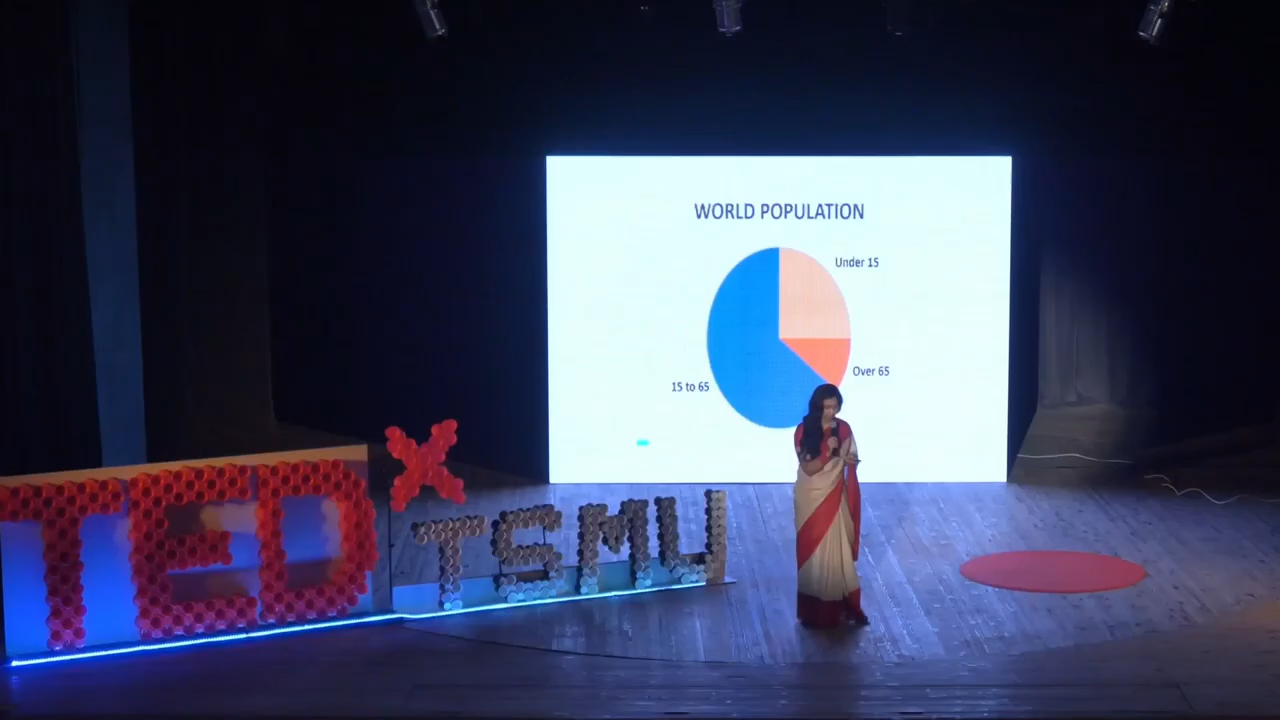 WORLD POPULATION
Under 15
Over 65
15 to 65
TEDx
TSMU